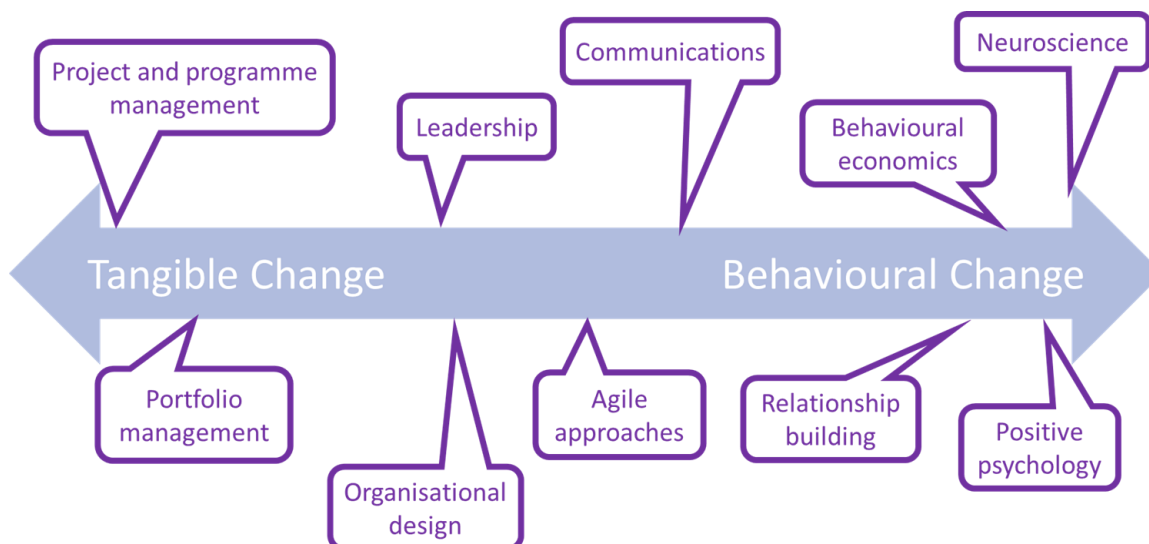 Project and programme
management
Leadership
Communications
Behavioural
economics
Neuroscience
Tangible Change
Behavioural Change
Portfolio
management
Organisational
design
Agile
approaches
Relationship
building
Positive
psychology